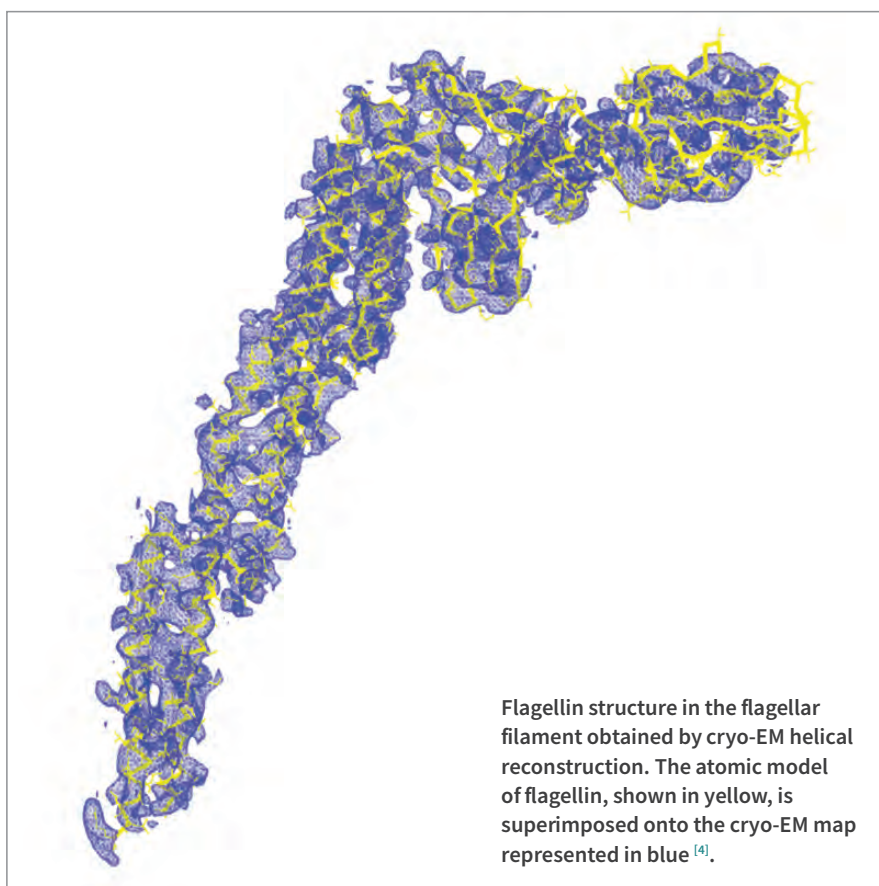 Flagellin structure in the flagellar
filament obtained by cryo-EM helical
reconstruction. The atomic model
of flagellin, shown in yellow, is
superimposed onto the cryo-EM map
represented in blue [4].